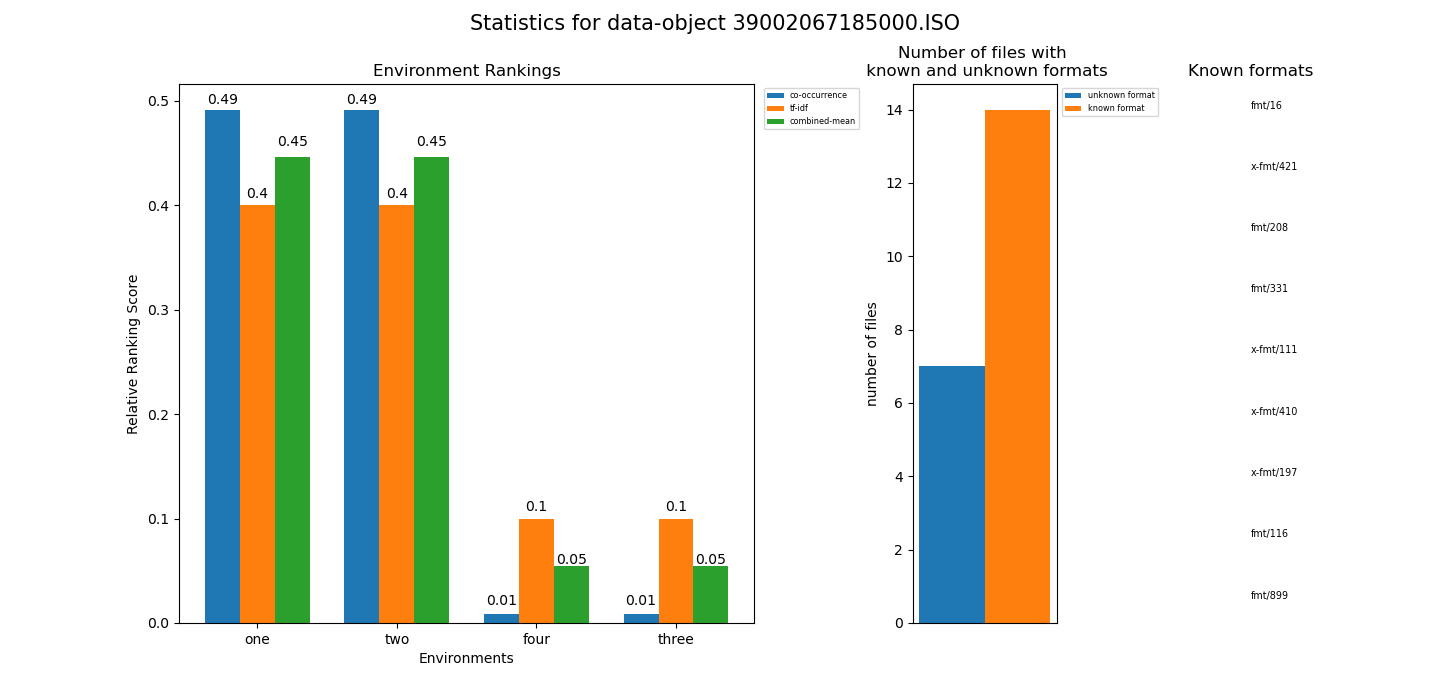 Statistics for data-object 39002067185000.ISO
Environment Rankings
0.5
0.4
0.3
0.2
0.1
0.0
Relative Ranking Score
0.49
0.4
0.45
0.49
0.4
0.45
0.01
0.1
0.05
0.01
0.1
0.05
one
two
four
three
Environments
co-occurrence
tf-idf
combined-mean
Number of files with
known and unknown formats
14
12
10
8
6
4
2
0
number of files
unknown format
known format
Known formats
fmt/16
x-fmt/421
fmt/208
fmt/331
x-fmt/111
x-fmt/410
x-fmt/197
fmt/116
fmt/899